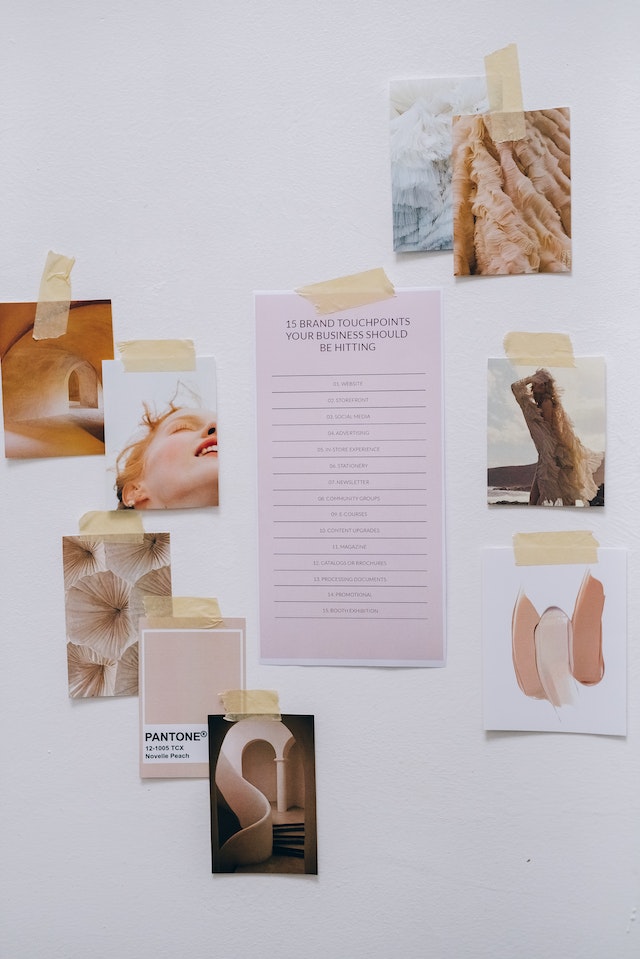 15 BRAND TOUCHPOINTS
YOUR BUSINESS SHOULD
BE HITTING
01. WEBSITE
02. STOREFRONT
03. SOCIAL MEDIA
04. ADVERTISING
05. IN-STORE EXPERIENCE
06. STATIONERY
07. NEWSLETTER
08. COMMUNITY GROUPS
09. E-COURSES
10. CONTENT UPGRADES
11. MAGAZINE
12. CATALOGS OR BROCHURES
13. PROCESSING DOCUMENTS
14. PROMOTIONAL
15. BOOTH EXHIBITION
PANTONE®
12-1005 TCX
Novelle Peach